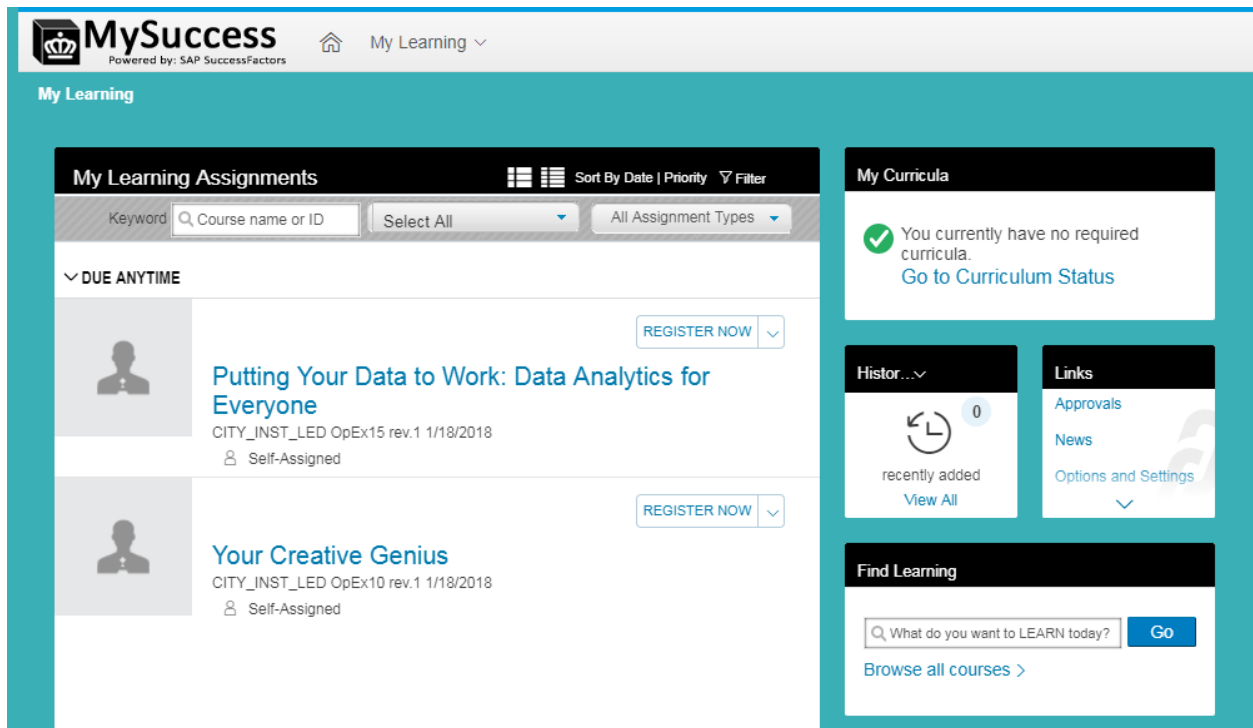 MySuccess
Powered by: SAP SuccessFactors
My Learning
My Learning
My Learning Assignments
Sort By Date | Priority Filter
Keyword Course name or ID Select All All Assignment Types
DUE ANYTIME
REGISTER NOW
Putting Your Data to Work: Data Analytics for
Everyone
CITY_INST_LED OpEx15 rev.1 1/18/2018
Self-Assigned
REGISTER NOW
Your Creative Genius
CITY_INST_LED OpEx10 rev.1 1/18/2018
Self-Assigned
My Curricula
You currently have no required
curricula.
Go to Curriculum Status
Histor...
0
recently added
View All
Links
Approvals
News
Options and Settings
Find Learning
What do you want to LEARN today? Go
Browse all courses >